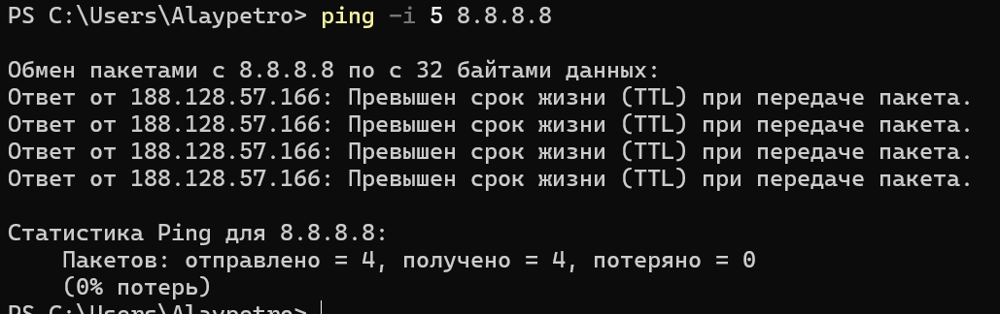 PS C:\Users\Alaypetro> ping -i 5 8.8.8.8
Обмен пакетами с 8.8.8.8 по с 32 байтами данных:
Ответ от 188.128.57.166: Превышен срок жизни (TTL) при передаче пакета.
Ответ от 188.128.57.166: Превышен срок жизни (TTL) при передаче пакета.
Ответ от 188.128.57.166: Превышен срок жизни (TTL) при передаче пакета.
Ответ от 188.128.57.166: Превышен срок жизни (TTL) при передаче пакета.
Статистика Ping для 8.8.8.8:
Пакетов: отправлено = 4, получено = 4, потеряно = 0
(0% потерь)
PS C:\Users\Alaypetro>